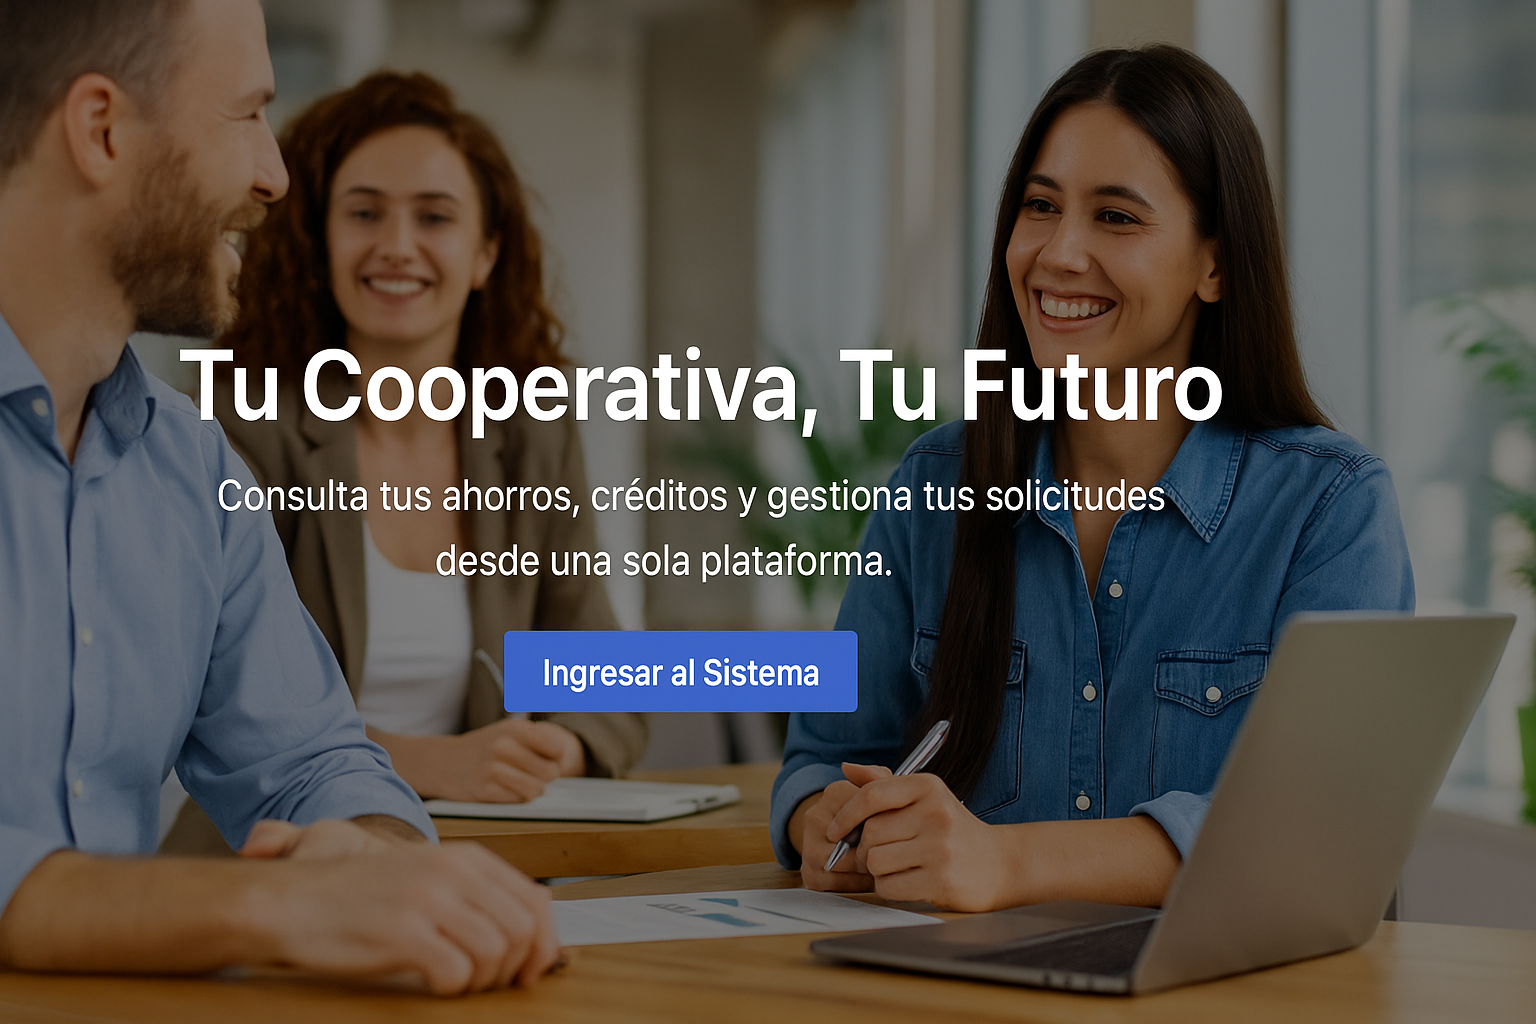 Tu Cooperativa, Tu Futuro
Consulta tus ahorros, créditos y gestiona tus solicitudes
desde una sola plataforma.
Ingresar al Sistema